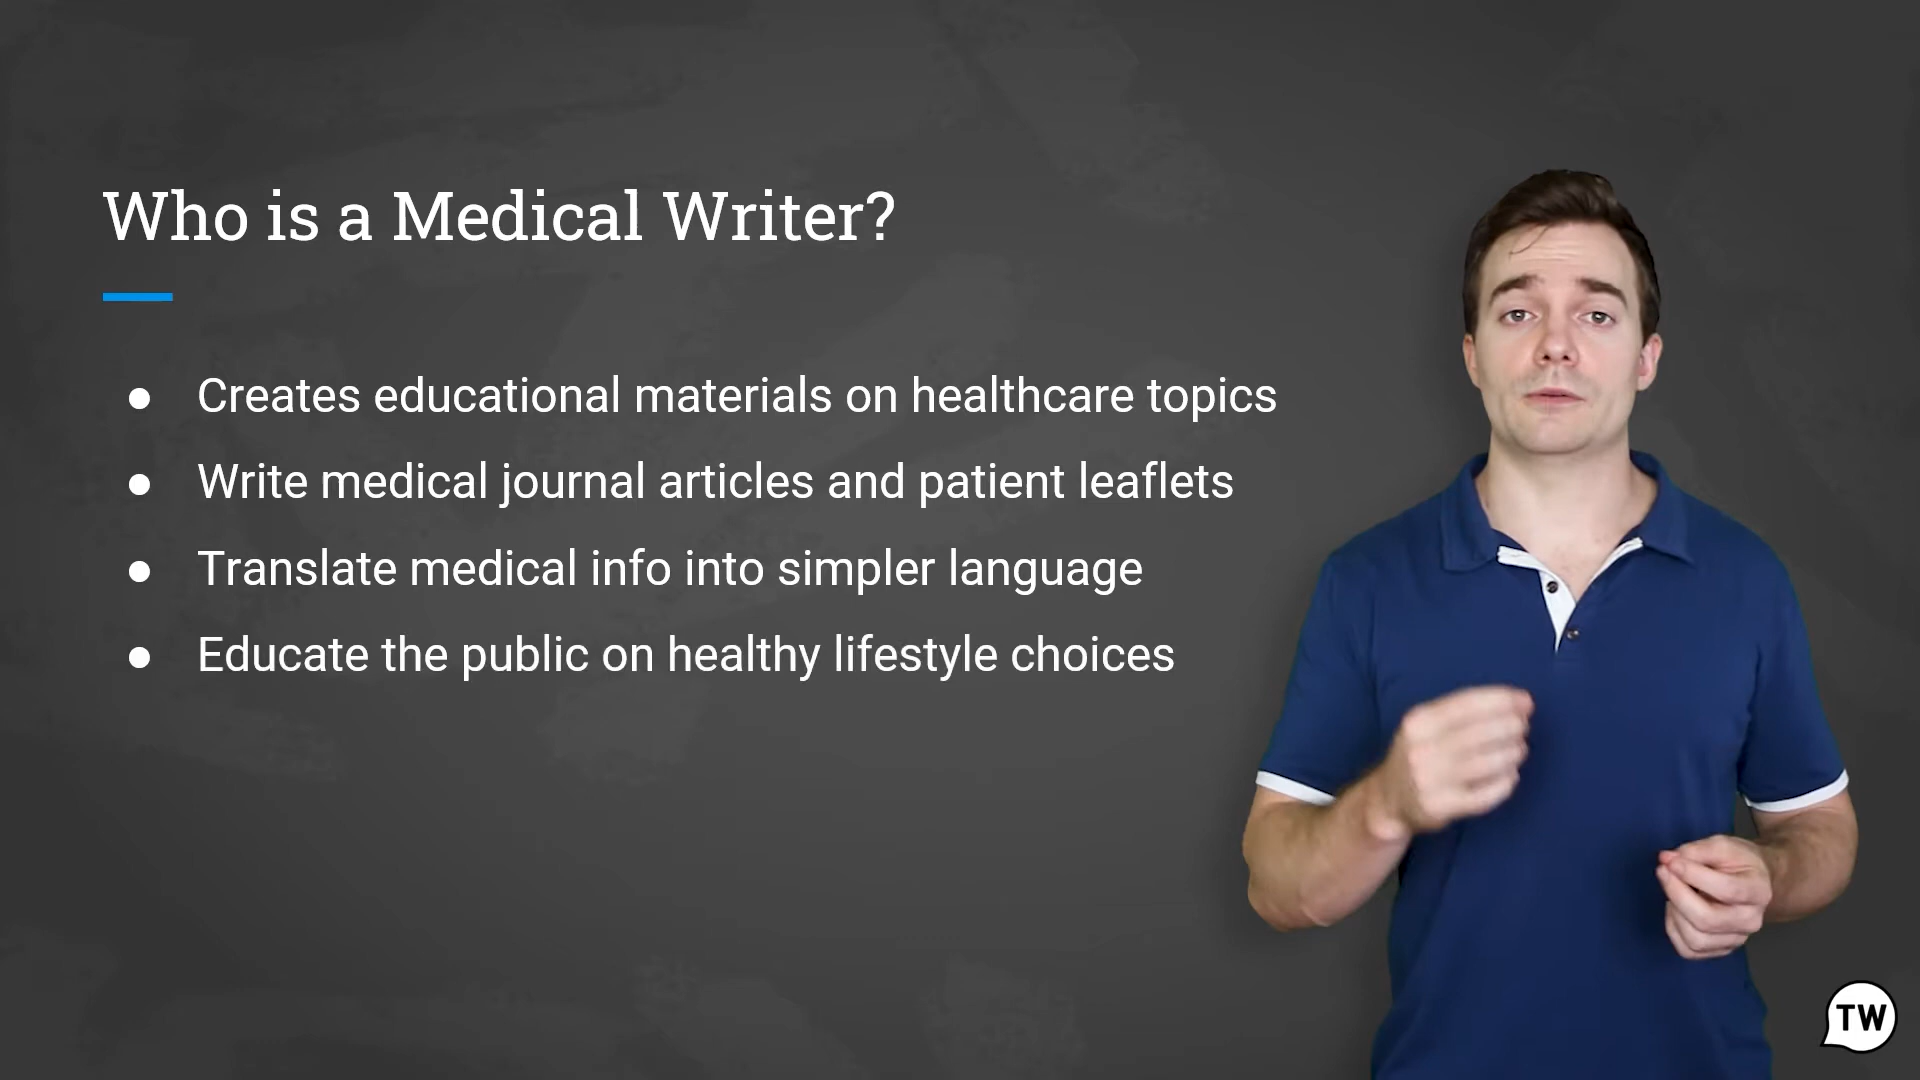 Who is a Medical Writer?
● Creates educational materials on healthcare topics
● Write medical journal articles and patient leaflets
● Translate medical info into simpler language
● Educate the public on healthy lifestyle choices
TW